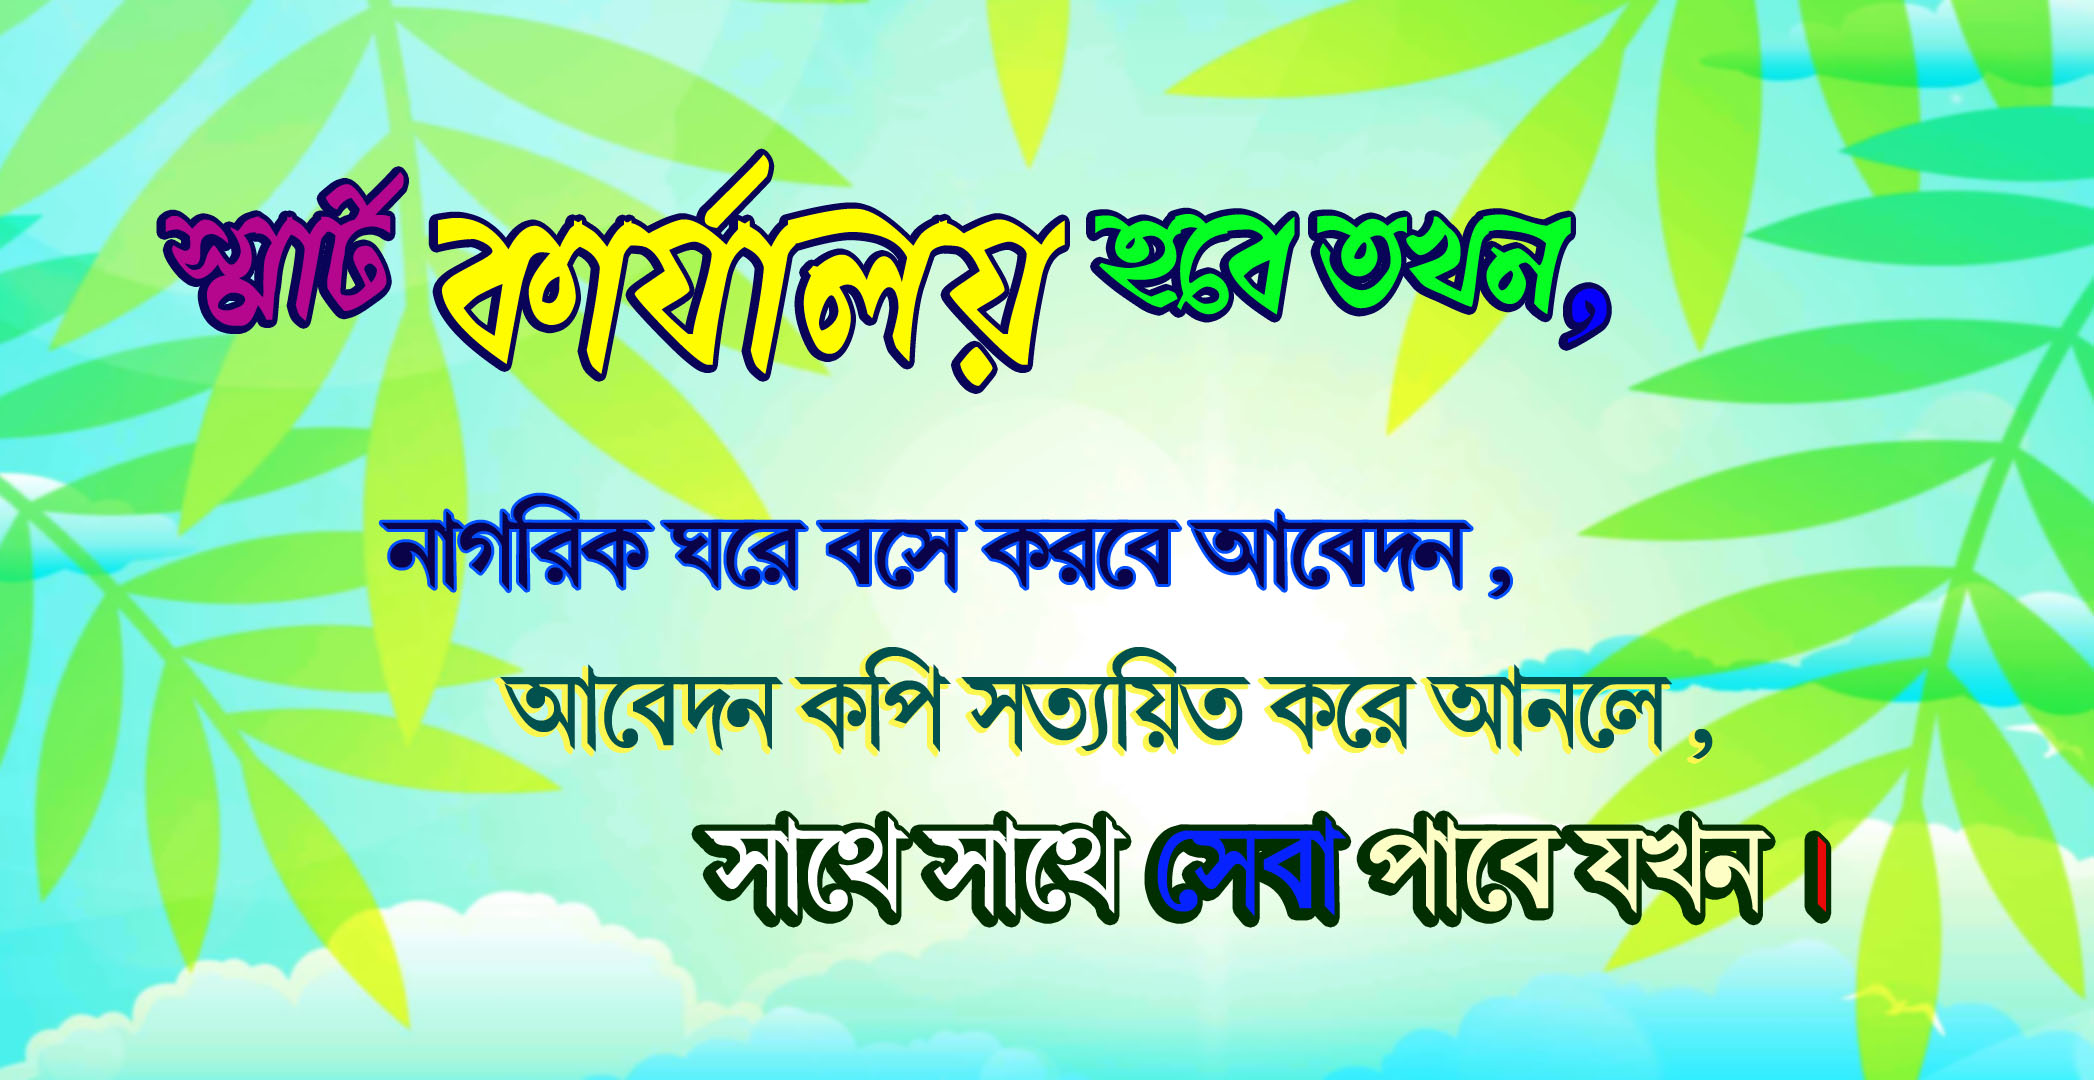 স্মার্ট কার্যালয় হবে তখন,
নাগরিক ঘরে বসে করবে আবেদন ,
আবেদন কপি সত্যয়িত করে আনলে ,
সাথে সাথে সেবা পাবে যখন ।